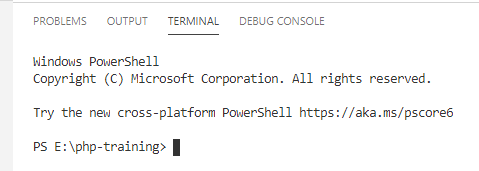 PROBLEMS OUTPUT TERMINAL DEBUG CONSOLE
Windows PowerShell
Copyright (C) Microsoft Corporation. All rights reserved.
Try the new cross-platform PowerShell https://aka.ms/pscore6
PS E:\php-training>